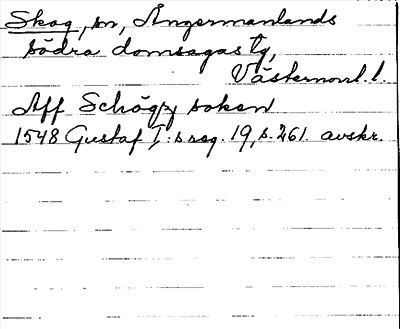 Skog, sn, Ångermanlands
södra domsagas tg,
Västernorrl. l.
Aff Schögz soken
1548 Gustaf I:s reg. 19, s. 261. avskr.